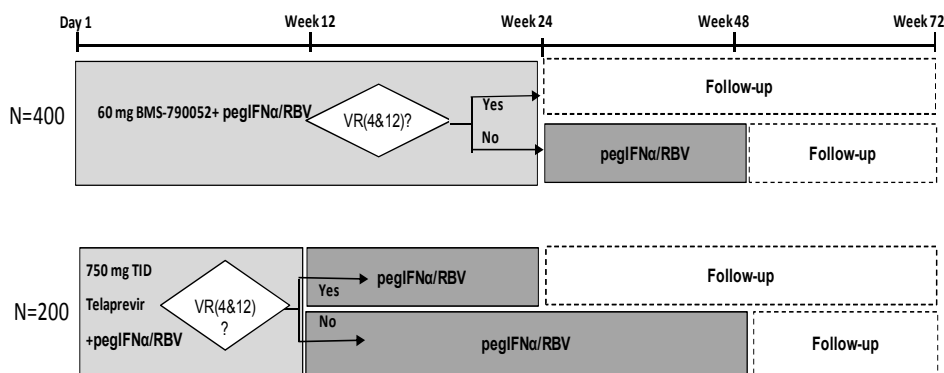 Day 1 Week 12 Week 24 Week 48 Week 72
N=400
60 mg BMS-790052+ pegIFNα/RBV
VR(4&12)?
Yes
No
Follow-up
pegIFNα/RBV
Follow-up
N=200
750 mg TID
Telaprevir
+pegIFNα/RBV
VR(4&12)
?
Yes
No
pegIFNα/RBV
Follow-up
pegIFNα/RBV
Follow-up